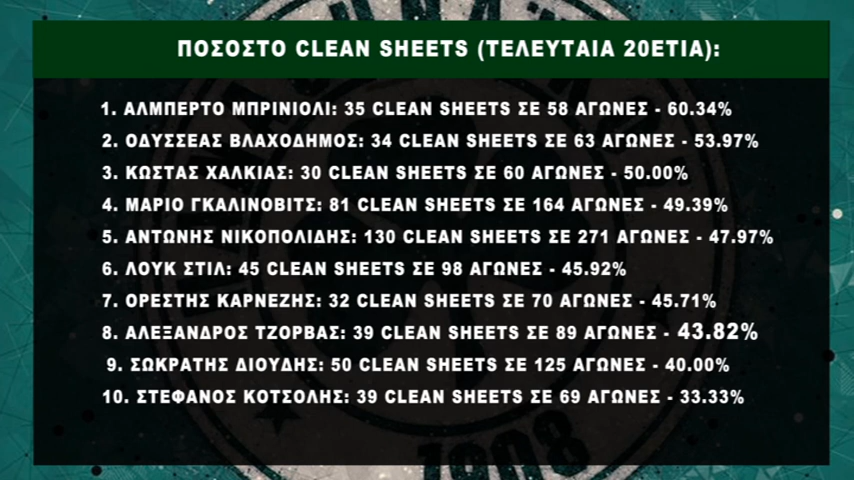 ΠΟΣΟΣΤΟ CLEAN SHEETS (ΤΕΛΕΥΤΑΙΑ 20ΕΤΙΑ):
1. ΑΛΜΠΕΡΤΟ ΜΠΡΙΝΙΟΛΙ: 35 CLEAN SHEETS ΣΕ 58 ΑΓΩΝΕΣ - 60.34%
2. ΟΔΥΣΣΕΑΣ ΒΛΑΧΟΔΗΜΟΣ: 34 CLEAN SHEETS ΣΕ 63 ΑΓΩΝΕΣ - 53.97%
3. ΚΩΣΤΑΣ ΧΑΛΚΙΑΣ: 30 CLEAN SHEETS ΣΕ 60 ΑΓΩΝΕΣ - 50.00%
4. ΜΑΡΙΟ ΓΚΑΛΙΝΟΒΙΤΣ: 81 CLEAN SHEETS ΣΕ 164 ΑΓΩΝΕΣ - 49.39%
5. ΑΝΤΩΝΗΣ ΝΙΚΟΠΟΛΙΔΗΣ: 130 CLEAN SHEETS ΣΕ 271 ΑΓΩΝΕΣ - 47.97%
6. ΛΟΥΚ ΣΤΙΛ: 45 CLEAN SHEETS ΣΕ 98 ΑΓΩΝΕΣ - 45.92%
7. ΟΡΕΣΤΗΣ ΚΑΡΝΕΖΗΣ: 32 CLEAN SHEETS ΣΕ 70 ΑΓΩΝΕΣ - 45.71%
8. ΑΛΕΞΑΝΔΡΟΣ ΤΖΟΡΒΑΣ: 39 CLEAN SHEETS ΣΕ 89 ΑΓΩΝΕΣ - 43.82%
9. ΣΩΚΡΑΤΗΣ ΔΙΟΥΔΗΣ: 50 CLEAN SHEETS ΣΕ 125 ΑΓΩΝΕΣ - 40.00%
10. ΣΤΕΦΑΝΟΣ ΚΟΤΣΟΛΗΣ: 39 CLEAN SHEETS ΣΕ 69 ΑΓΩΝΕΣ - 33.33%
1908